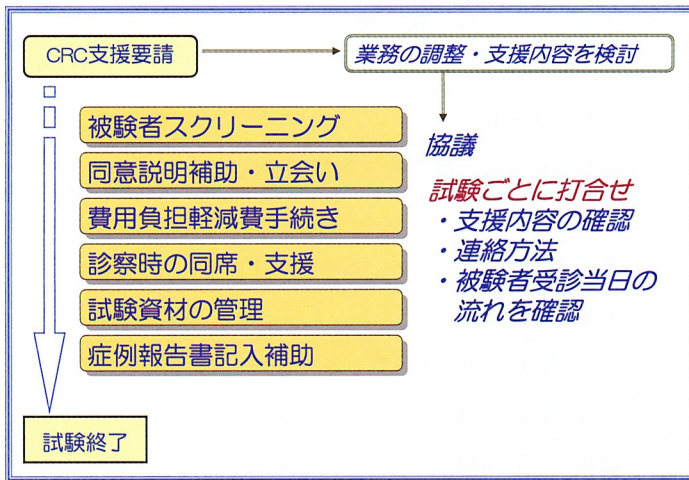 CRC支援要請
業務の調整・支援内容を検討
被験者スクリーニング
同意説明補助・立会い
費用負担軽減費手続き
診察時の同席・支援
試験資材の管理
症例報告書記入補助
協議
試験ごとに打合せ
・支援内容の確認
・連絡方法
・被験者受診当日の
流れを確認
試験終了